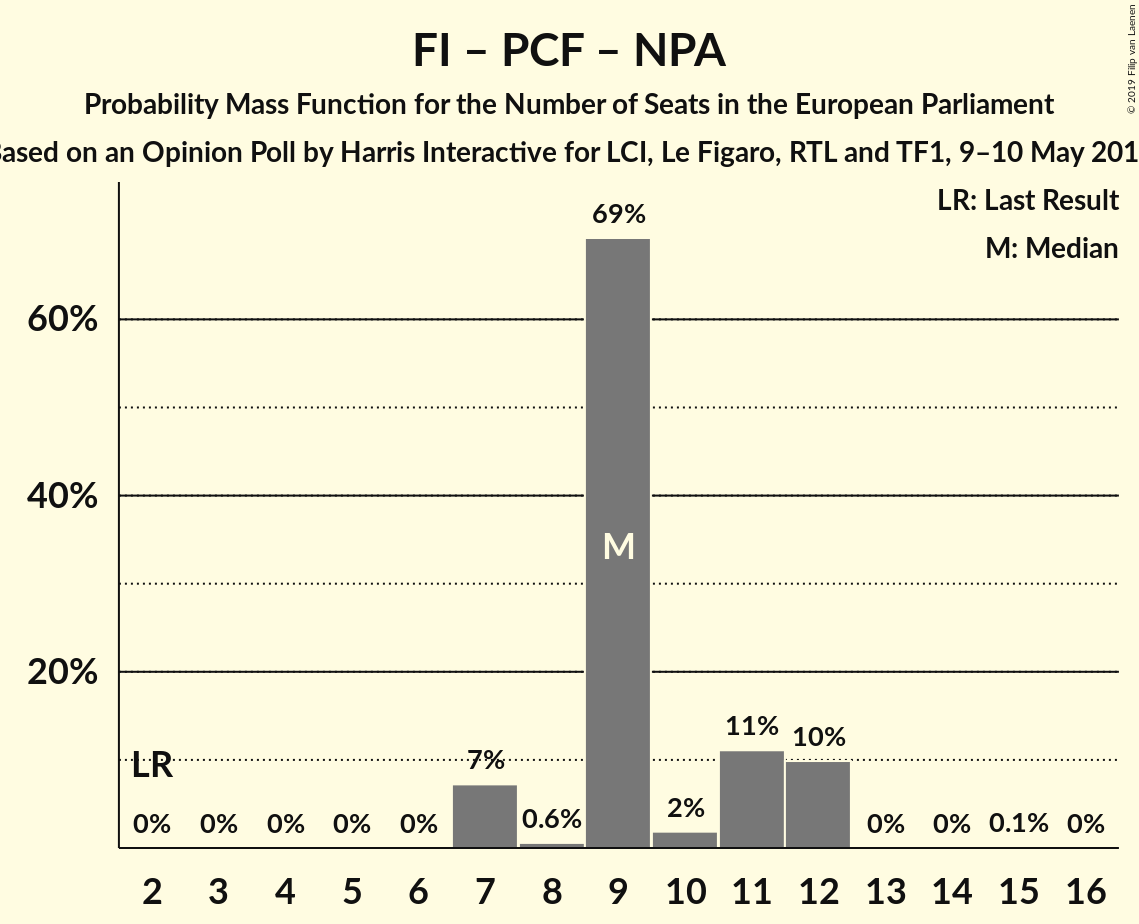 FI – PCF – NPA
Probability Mass Function for the Number of Seats in the European Parliament
Based on an Opinion Poll by Harris Interactive for LCI, Le Figaro, RTL and TF1, 9–10 May 201
© 2019 Filip van Laenen
LR: Last Result
M: Median
69%
60%
40%
M
20%
11%
10%
LR
7%
2%
0.6%
0% 0% 0% 0% 0% 0% 0% 0.1% 0%
2 3 4 5 6 7 8 9 10 11 12 13 14 15 16